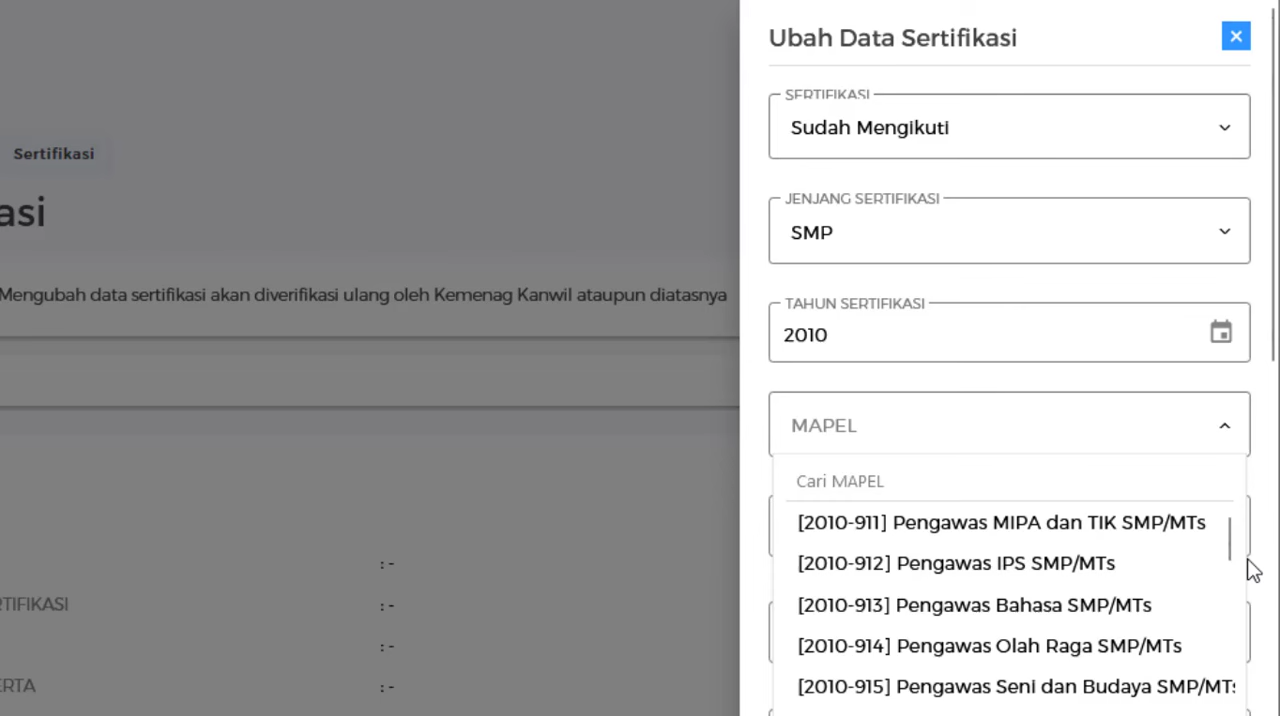 Ubah Data Sertifikasi
SERTIFIKASI
Sudah Mengikuti
Sertifikasi
JENJANG SERTIFIKASI
asi
SMP
Mengubah data sertifikasi akan diverifikasi ulang oleh Kemenag Kanwil ataupun diatasnya
TAHUN SERTIFIKASI
2010
MAPEL
Cari MAPEL
[2010-911] Pengawas MIPA dan TIK SMP/MTs
[2010-912] Pengawas IPS SMP/MTs
: -
[2010-913] Pengawas Bahasa SMP/MTs
RTIFIKASI : -
[2010-914] Pengawas Olah Raga SMP/MTs
: -
[2010-915] Pengawas Seni dan Budaya SMP/MTs
ERTA : -